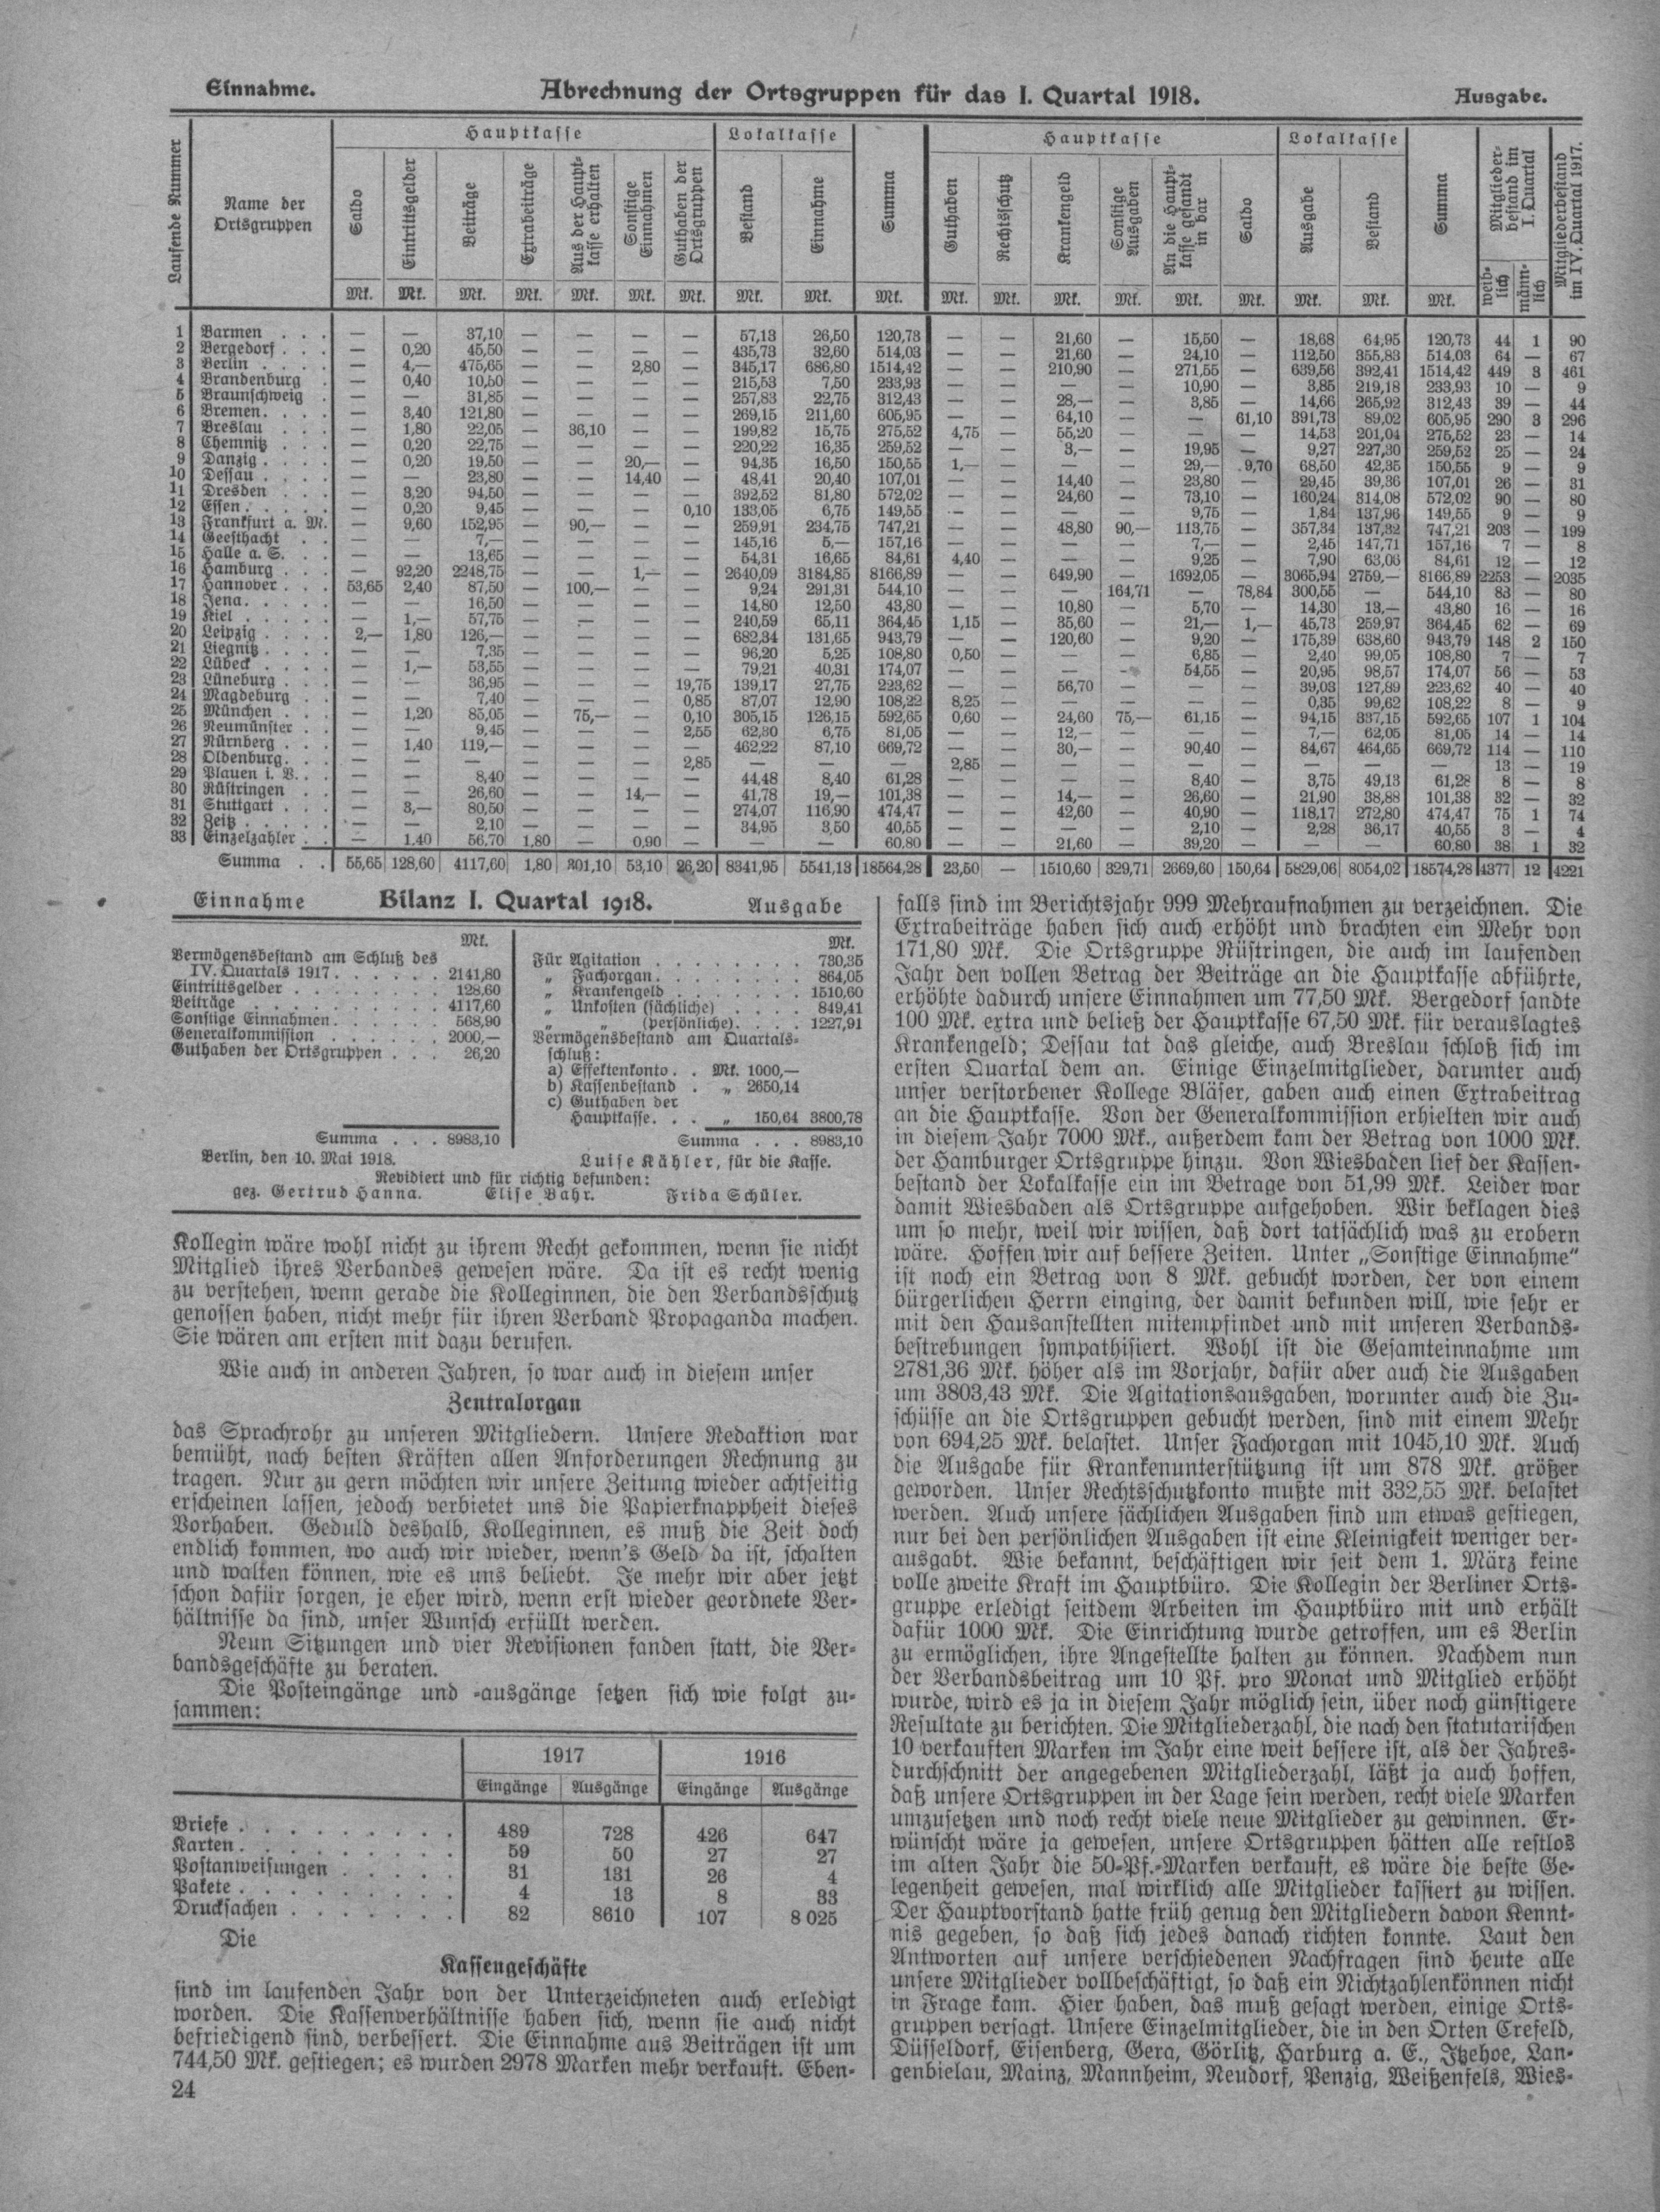 Einnahme. Abrechnung der Ortsgruppen für das I. Quartal 1918. Ausgabe.
Laufende Nummer
Name der Ortsgruppen
Hauptkasse Lokalkasse Summa Hauptkasse Lokalkasse Summa
Saldo Eintrittsgelder Beiträge Extrabeiträge Aus der Haupt-kasse erhalten Sonstige Einnahmen Guthaben der Ortsgruppen Bestand Einnahme Guthaben Rechtsschutz Krankengeld Sonstige Ausgaben An die Haupt-kasse gesandt in bar Saldo Ausgabe Bestand Mitglieder-bestand im I. Quartal weib-lich männ-lich Mitgliederbestand im IV. Quartal 1917.
Mk. Mk. Mk. Mk. Mk. Mk. Mk. Mk. Mk. Mk. Mk. Mk. Mk. Mk. Mk. Mk. Mk. Mk. Mk.
1 Barmen . . . — — 37,10 — — — — 57,13 26,50 120,73 — — 21,60 — 15,50 — 18,68 64,95 120,73 44 1 90
2 Bergedorf . . . — 0,20 45,50 — — — — 435,73 32,60 514,03 — — 21,60 — 24,10 — 112,50 355,83 514,03 64 — 67
3 Berlin . . . . — 4,— 475,65 — — 2,80 — 345,17 686,80 1514,42 — — 210,90 — 271,55 — 639,56 392,41 1514,42 449 3 461
4 Brandenburg . — 0,40 10,50 — — — — 215,53 7,50 233,93 — — — — 10,90 — 3,85 219,18 233,93 10 — 9
5 Braunschweig . — — 31,85 — — — — 257,83 22,75 312,43 — — 28,— — 3,85 — 14,66 265,92 312,43 39 — 44
6 Bremen . . . . — 3,40 121,80 — — — — 269,15 211,60 605,95 — — 64,10 — — 61,10 391,73 89,02 605,95 290 3 296
7 Breslau . . . — 1,80 22,05 — 36,10 — — 199,82 15,75 275,52 4,75 — 55,20 — — — 14,53 201,04 275,52 23 — 14
8 Chemnitz . . . — 0,20 22,75 — — — — 220,22 16,35 259,52 — — 3,— — 19,95 — 9,27 227,30 259,52 25 — 24
9 Danzig . . . . — 0,20 19,50 — — 20,— — 94,35 16,50 150,55 1,— — — — 29,— 9,70 68,50 42,35 150,55 9 — 9
10 Dessau . . . . — — 23,80 — — 14,40 — 48,41 20,40 107,01 — — 14,40 — 23,80 — 29,45 39,36 107,01 26 — 31
11 Dresden . . . — 3,20 94,50 — — — — 392,52 81,80 572,02 — — 24,60 — 73,10 — 160,24 314,08 572,02 90 — 80
12 Essen . . . . — 0,20 9,45 — — — 0,10 133,05 6,75 149,55 — — — — 9,75 — 1,84 137,96 149,55 9 — 9
13 Frankfurt a. M. — 9,60 152,95 — 90,— — — 259,91 234,75 747,21 — — 48,80 90,— 113,75 — 357,34 137,32 747,21 203 — 199
14 Geesthacht . . — — 7,— — — — — 145,16 5,— 157,16 — — — — 7,— — 2,45 147,71 157,16 7 — 8
15 Halle a. S. . . — — 13,65 — — — — 54,31 16,65 84,61 4,40 — — — 9,25 — 7,90 63,06 84,61 12 — 12
16 Hamburg . . . — 92,20 2248,75 — — 1,— — 2640,09 3184,85 8166,89 — — 649,90 — 1692,05 — 3065,94 2759,— 8166,89 2253 — 2035
17 Hannover . . . 53,65 2,40 87,50 — 100,— — — 9,24 291,31 544,10 — — — 164,71 — 78,84 300,55 — 544,10 83 — 80
18 Jena . . . . . — — 16,50 — — — — 14,80 12,50 43,80 — — 10,80 — 5,70 — 14,30 13,— 43,80 16 — 16
19 Kiel . . . . . — 1,— 57,75 — — — — 240,59 65,11 364,45 1,15 — 35,60 — 21,— 1,— 45,73 259,97 364,45 62 — 69
20 Leipzig . . . . 2,— 1,80 126,— — — — — 682,34 131,65 943,79 — — 120,60 — 9,20 — 175,39 638,60 943,79 148 2 150
21 Liegnitz . . . . — — 7,35 — — — — 96,20 5,25 108,80 0,50 — — — 6,85 — 2,40 99,05 108,80 7 — 7
22 Lübeck . . . . — 1,— 53,55 — — — — 79,21 40,31 174,07 — — — — 54,55 — 20,95 98,57 174,07 56 — 53
23 Lüneburg . . . — — 36,95 — — — 19,75 139,17 27,75 223,62 — — 56,70 — — — 39,03 127,89 223,62 40 — 40
24 Magdeburg . . — — 7,40 — — — 0,85 87,07 12,90 108,22 8,25 — — — — — 0,35 99,62 108,22 8 — 9
25 München . . . — 1,20 85,05 — 75,— — 0,10 305,15 126,15 592,65 0,60 — 24,60 75,— 61,15 — 94,15 337,15 592,65 107 1 104
26 Neumünster . . — — 9,45 — — — 2,55 62,30 6,75 81,05 — — 12,— — — — 7,— 62,05 81,05 14 — 14
27 Nürnberg . . . — 1,40 119,— — — — — 462,22 87,10 669,72 — — 30,— — 90,40 — 84,67 464,65 669,72 114 — 110
28 Oldenburg . . . — — — — — — 2,85 — — — 2,85 — — — — — — — — 13 — 19
29 Plauen i. V. . . — — 8,40 — — — — 44,48 8,40 61,28 — — — — 8,40 — 3,75 49,13 61,28 8 — 8
30 Rüstringen . . — — 26,60 — — 14,— — 41,78 19,— 101,38 — — 14,— — 26,60 — 21,90 38,88 101,38 32 — 32
31 Stuttgart . . . — 3,— 80,50 — — — — 274,07 116,90 474,47 — — 42,60 — 40,90 — 118,17 272,80 474,47 75 1 74
32 Zeitz . . . . . — — 2,10 — — — — 34,95 3,50 40,55 — — — — 2,10 — 2,28 36,17 40,55 3 — 4
33 Einzelzahler . . — 1,40 56,70 1,80 — 0,90 — — — 60,80 — — 21,60 — 39,20 — — — 60,80 38 1 32
Summa . . 55,65 128,60 4117,60 1,80 301,10 53,10 26,20 8341,95 5541,13 18564,28 23,50 — 1510,60 329,71 2669,60 150,64 5829,06 8054,02 18574,28 4377 12 4221
Einnahme Bilanz I. Quartal 1918. Ausgabe
Mk.
Vermögensbestand am Schluß des
IV. Quartals 1917 . . . . . . 2141,80
Eintrittsgelder . . . . . . . . 128,60
Beiträge . . . . . . . . . . 4117,60
Sonstige Einnahmen . . . . . . 568,90
Generalkommission . . . . . . 2000,—
Guthaben der Ortsgruppen . . . 26,20
Summa . . . 8983,10
Mk.
Für Agitation . . . . . . . . . 730,35
„ Fachorgan . . . . . . . . 864,05
„ Krankengeld . . . . . . . 1510,60
„ Unkosten (sächliche) . . . . 849,41
„ „ (persönliche) . . . . 1227,91
Vermögensbestand am Quartals-
schluß:
a) Effektenkonto . . Mk. 1000,—
b) Kassenbestand . „ 2650,14
c) Guthaben der
Hauptkasse . . . „ 150,64 3800,78
Summa . . . 8983,10
Berlin, den 10. Mai 1918. Luise Kähler, für die Kasse.
Revidiert und für richtig befunden:
gez. Gertrud Hanna. Elise Bahr. Frida Schüler.
Kollegin wäre wohl nicht zu ihrem Recht gekommen, wenn sie nicht
Mitglied ihres Verbandes gewesen wäre. Da ist es recht wenig
zu verstehen, wenn gerade die Kolleginnen, die den Verbandsschutz
genossen haben, nicht mehr für ihren Verband Propaganda machen.
Sie wären am ersten mit dazu berufen.
Wie auch in anderen Jahren, so war auch in diesem unser
Zentralorgan
das Sprachrohr zu unseren Mitgliedern. Unsere Redaktion war
bemüht, nach besten Kräften allen Anforderungen Rechnung zu
tragen. Nur zu gern möchten wir unsere Zeitung wieder achtseitig
erscheinen lassen, jedoch verbietet uns die Papierknappheit dieses
Vorhaben. Geduld deshalb, Kolleginnen, es muß die Zeit doch
endlich kommen, wo auch wir wieder, wenn's Geld da ist, schalten
und walten können, wie es uns beliebt. Je mehr wir aber jetzt
schon dafür sorgen, je eher wird, wenn erst wieder geordnete Ver-
hältnisse da sind, unser Wunsch erfüllt werden.
Neun Sitzungen und vier Revisionen fanden statt, die Ver-
bandsgeschäfte zu beraten.
Die Posteingänge und -ausgänge setzen sich wie folgt zu-
sammen:
1917 1916
Eingänge Ausgänge Eingänge Ausgänge
Briefe . . . . . . . . . 489 728 426 647
Karten . . . . . . . . . 59 50 27 27
Postanweisungen . . . . . 31 131 26 4
Pakete . . . . . . . . . 4 13 8 33
Drucksachen . . . . . . . 82 8610 107 8 025
Die
Kassengeschäfte
sind im laufenden Jahr von der Unterzeichneten auch erledigt
worden. Die Kassenverhältnisse haben sich, wenn sie auch nicht
befriedigend sind, verbessert. Die Einnahme aus Beiträgen ist um
744,50 Mk. gestiegen; es wurden 2978 Marken mehr verkauft. Eben-
24
falls sind im Berichtsjahr 999 Mehraufnahmen zu verzeichnen. Die
Extrabeiträge haben sich auch erhöht und brachten ein Mehr von
171,80 Mk. Die Ortsgruppe Rüstringen, die auch im laufenden
Jahr den vollen Betrag der Beiträge an die Hauptkasse abführte,
erhöhte dadurch unsere Einnahmen um 77,50 Mk. Bergedorf sandte
100 Mk. extra und beließ der Hauptkasse 67,50 Mk. für verauslagtes
Krankengeld; Dessau tat das gleiche, auch Breslau schloß sich im
ersten Quartal dem an. Einige Einzelmitglieder, darunter auch
unser verstorbener Kollege Bläser, gaben auch einen Extrabeitrag
an die Hauptkasse. Von der Generalkommission erhielten wir auch
in diesem Jahr 7000 Mk., außerdem kam der Betrag von 1000 Mk.
der Hamburger Ortsgruppe hinzu. Von Wiesbaden lief der Kassen-
bestand der Lokalkasse ein im Betrage von 51,99 Mk. Leider war
damit Wiesbaden als Ortsgruppe aufgehoben. Wir beklagen dies
um so mehr, weil wir wissen, daß dort tatsächlich was zu erobern
wäre. Hoffen wir auf bessere Zeiten. Unter „Sonstige Einnahme“
ist noch ein Betrag von 8 Mk. gebucht worden, der von einem
bürgerlichen Herrn einging, der damit bekunden will, wie sehr er
mit den Hausanstellten mitempfindet und mit unseren Verbands-
bestrebungen sympathisiert. Wohl ist die Gesamteinnahme um
2781,36 Mk. höher als im Vorjahr, dafür aber auch die Ausgaben
um 3803,43 Mk. Die Agitationsausgaben, worunter auch die Zu-
schüsse an die Ortsgruppen gebucht werden, sind mit einem Mehr
von 694,25 Mk. belastet. Unser Fachorgan mit 1045,10 Mk. Auch
die Ausgabe für Krankenunterstützung ist um 878 Mk. größer
geworden. Unser Rechtsschutzkonto mußte mit 332,55 Mk. belastet
werden. Auch unsere sächlichen Ausgaben sind um etwas gestiegen,
nur bei den persönlichen Ausgaben ist eine Kleinigkeit weniger ver-
ausgabt. Wie bekannt, beschäftigen wir seit dem 1. März keine
volle zweite Kraft im Hauptbüro. Die Kollegin der Berliner Orts-
gruppe erledigt seitdem Arbeiten im Hauptbüro mit und erhält
dafür 1000 Mk. Die Einrichtung wurde getroffen, um es Berlin
zu ermöglichen, ihre Angestellte halten zu können. Nachdem nun
der Verbandsbeitrag um 10 Pf. pro Monat und Mitglied erhöht
wurde, wird es ja in diesem Jahr möglich sein, über noch günstigere
Resultate zu berichten. Die Mitgliederzahl, die nach den statutarischen
10 verkauften Marken im Jahr eine weit bessere ist, als der Jahres-
durchschnitt der angegebenen Mitgliederzahl, läßt ja auch hoffen,
daß unsere Ortsgruppen in der Lage sein werden, recht viele Marken
umzusetzen und noch recht viele neue Mitglieder zu gewinnen. Er-
wünscht wäre ja gewesen, unsere Ortsgruppen hätten alle restlos
im alten Jahr die 50-Pf.-Marken verkauft, es wäre die beste Ge-
legenheit gewesen, mal wirklich alle Mitglieder kassiert zu wissen.
Der Hauptvorstand hatte früh genug den Mitgliedern davon Kennt-
nis gegeben, so daß sich jedes danach richten konnte. Laut den
Antworten auf unsere verschiedenen Nachfragen sind heute alle
unsere Mitglieder vollbeschäftigt, so daß ein Nichtzahlenkönnen nicht
in Frage kam. Hier haben, das muß gesagt werden, einige Orts-
gruppen versagt. Unsere Einzelmitglieder, die in den Orten Crefeld,
Düsseldorf, Eisenberg, Gera, Görlitz, Harburg a. E., Itzehoe, Lan-
genbielau, Mainz, Mannheim, Neudorf, Penzig, Weißenfels, Wies-